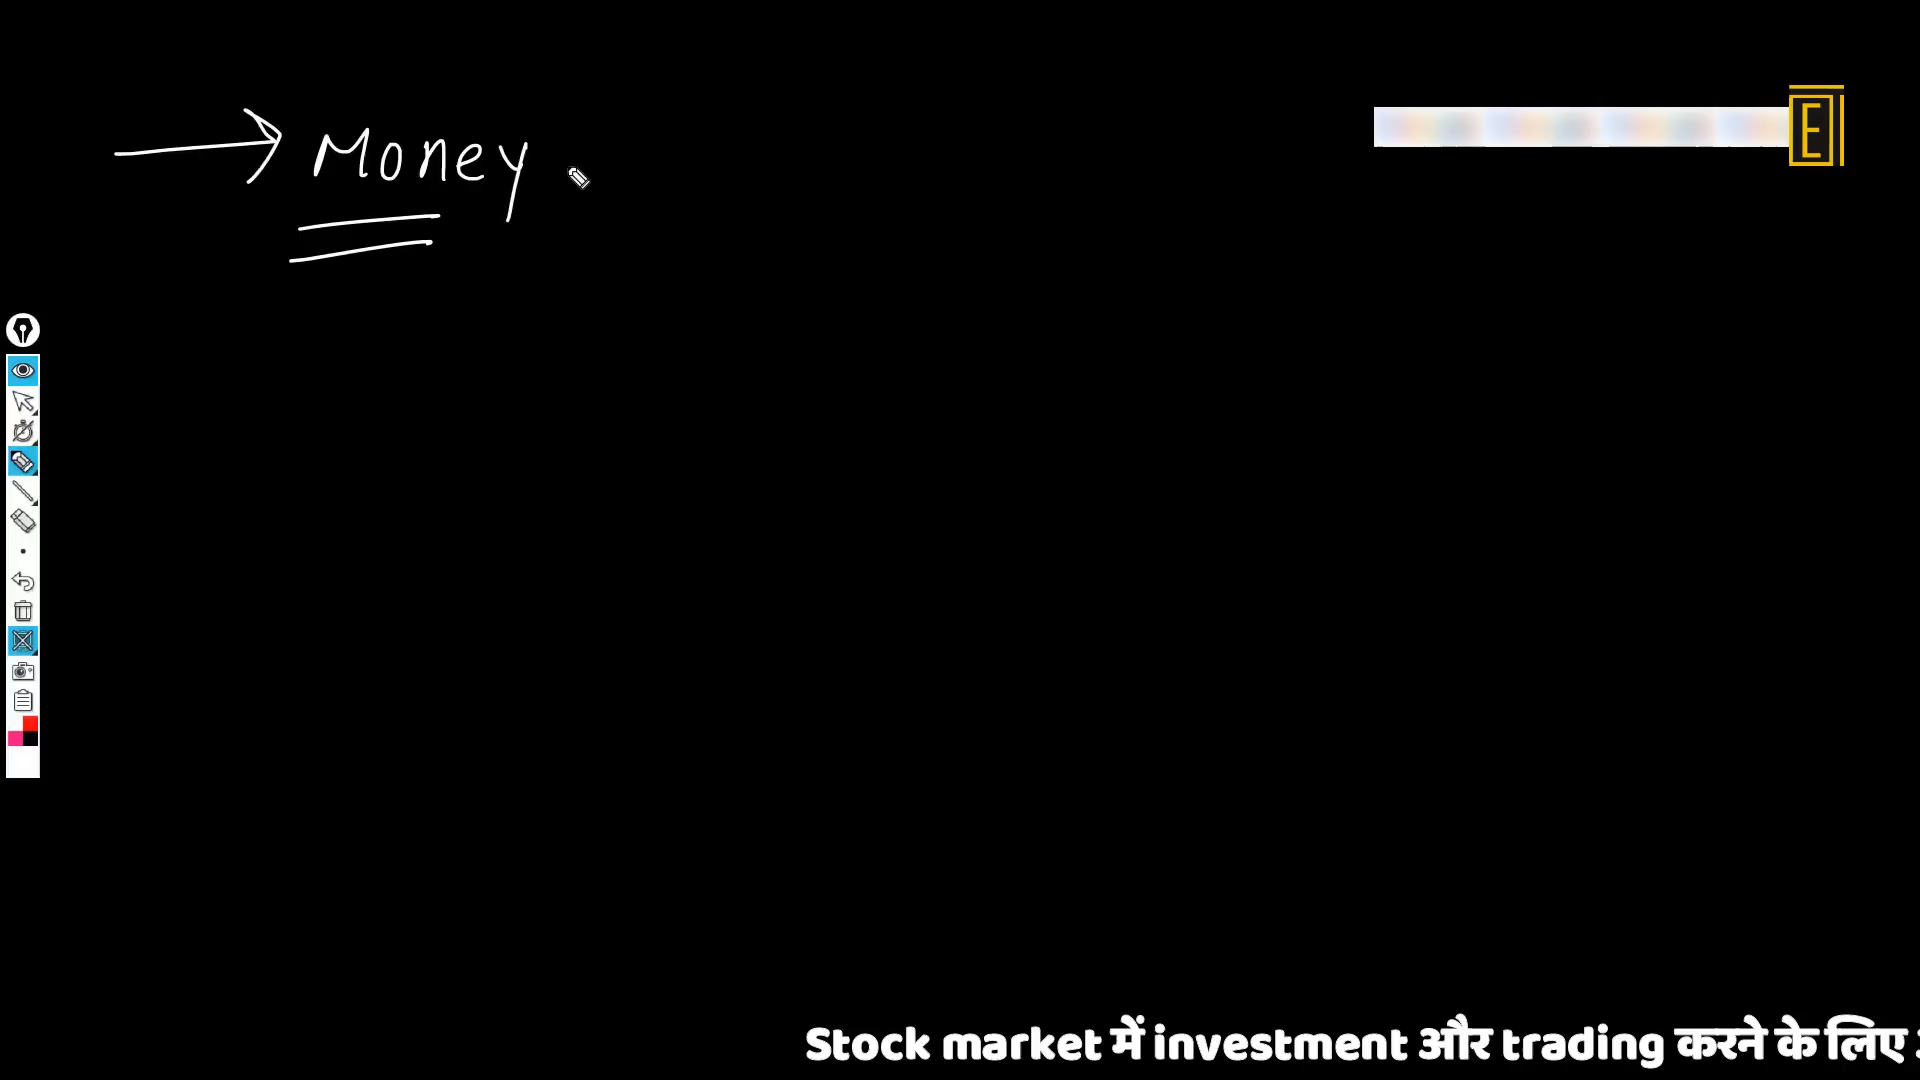 Money
E
Stock market में investment और trading करने के लिए